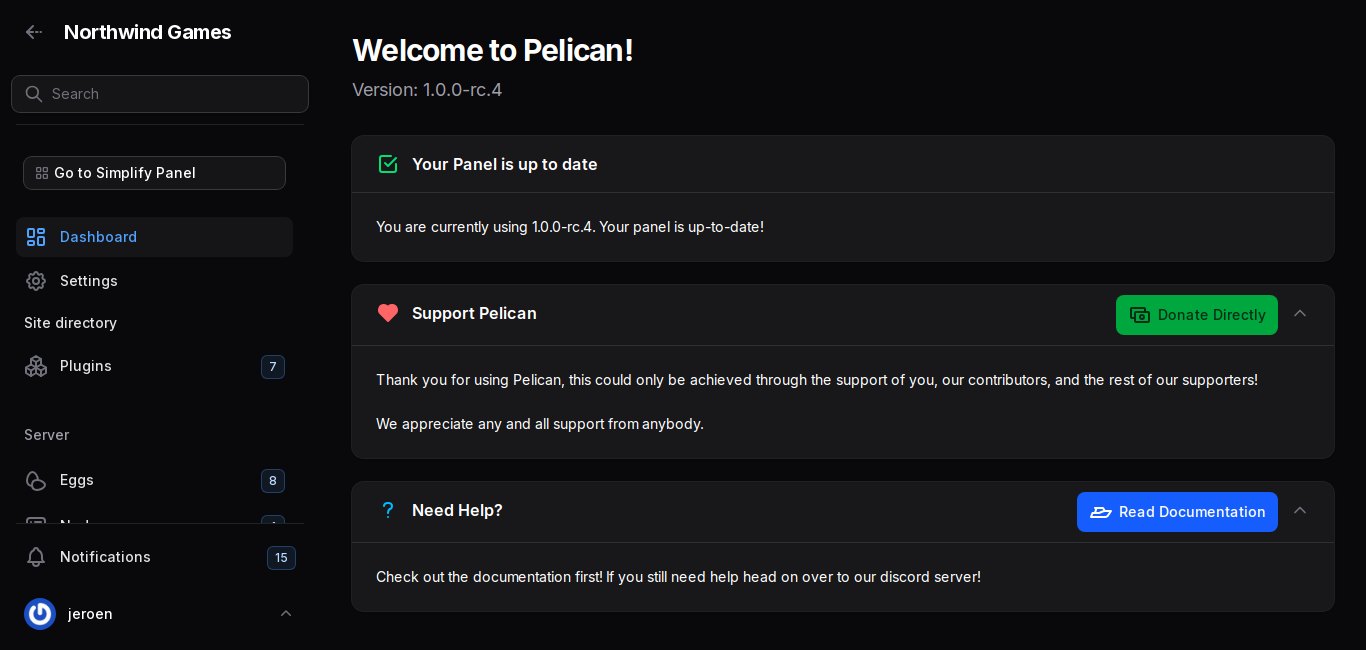 Northwind Games
Search
Go to Simplify Panel
Dashboard
Settings
Site directory
Plugins 7
Server
Eggs 8
Notifications 15
jeroen
Welcome to Pelican!
Version: 1.0.0-rc.4
Your Panel is up to date
You are currently using 1.0.0-rc.4. Your panel is up-to-date!
Support Pelican
Donate Directly
Thank you for using Pelican, this could only be achieved through the support of you, our contributors, and the rest of our supporters!
We appreciate any and all support from anybody.
Need Help?
Read Documentation
Check out the documentation first! If you still need help head on over to our discord server!